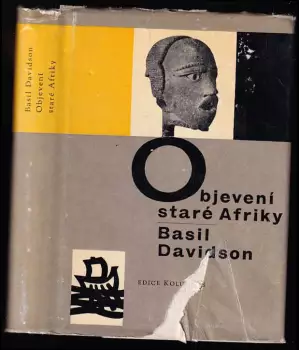 Basil Davidson
Objevení
staré Afriky
Objevení
staré Afriky
Basil
Davidson
EDICE